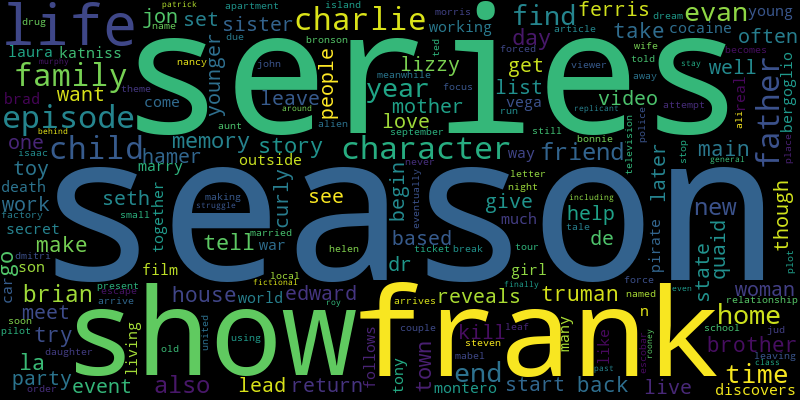 patrick apartment island morris dream
drug jon set sister charlie find ferris evan young
life name due working day take cocaine often
series
laura katniss bronson john ted forced article wife
nancy meanwhile lizzy get viewer told becomes
murphy theme people focus list away stay well
family younger leave year vega video real father
brad want come around mother run still replicant attempt ali bergoglio
episode aunt alien love september bonnie police place
one child memory story character way friend television stop main
isaac hamer outside never letter later general
toy marry night
season
death seth together curly see begin eventually give including new though
work making struggle much help tale
factory small
secret tell married war based tour de pirate state quaid plot
make helen ticket break
go son film dr girl force even
car dmitri local
brian present house world fictional edward reveals truman named woman
escape arrive roy arrives finally n relationship
show frank
meet soon using kill leaf many school home
pilot try living old united couple like rooney brother
daughter follows town steven jud
la mabel past leaving
party order event also lead return tony montero end start back live class time
behind discovers